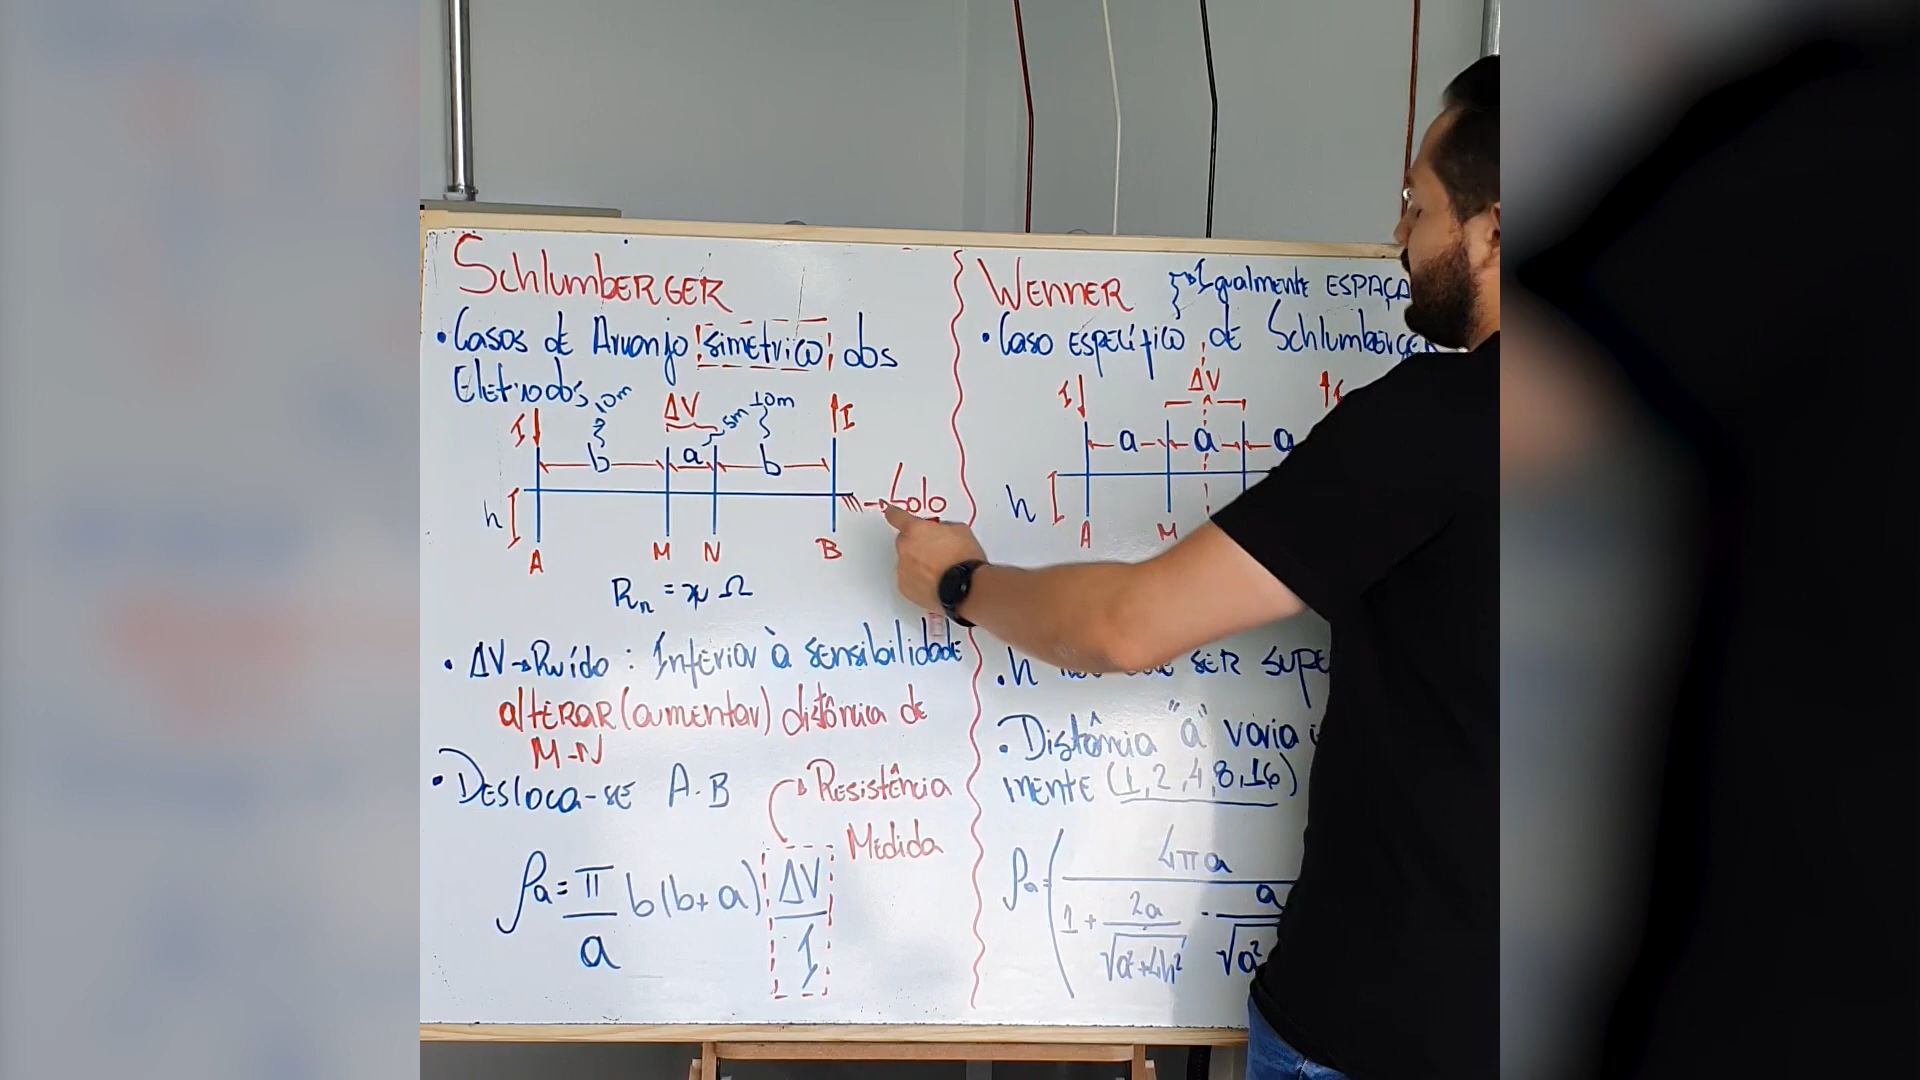 SchlumbERGER
• Casos de Arranjo simétrico dos
Eletrodos
10m
ΔV
5m
10m
I
I
b
a
b
h
Solo
A
M
N
B
Rn = x Ω
• ΔV → Ruído : Inferior à sensibilidade
altERAR (aumentar) distância de
M-N
• Desloca-se A.B
Resistência
Medida
ρa = π/a b(b+a) ΔV/I
WENNER
Igualmente ESPAÇA
• Caso ESPECífico de Schlumberger
ΔV
I
I
a
a
a
h
A
M
• h SER SUPE
• Distância "a" varia
mente (1, 2, 4, 8, 16)
ρa = ( 4πa
1 + 2a/√a²+4h² - a/√a²